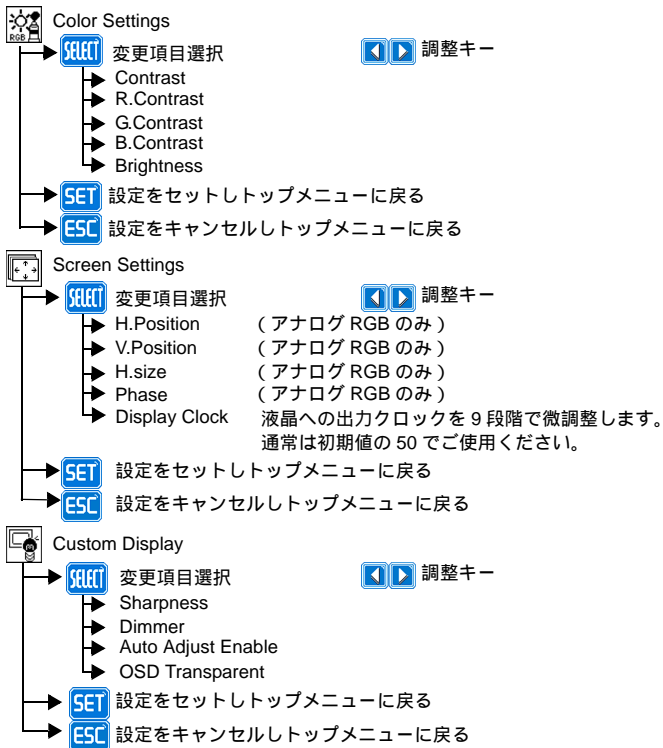 RGB Color Settings
SELECT 変更項目選択 調整キー
Contrast
R.Contrast
G.Contrast
B.Contrast
Brightness
SET 設定をセットしトップメニューに戻る
ESC 設定をキャンセルしトップメニューに戻る
Screen Settings
SELECT 変更項目選択 調整キー
H.Position (アナログ RGB のみ)
V.Position (アナログ RGB のみ)
H.size (アナログ RGB のみ)
Phase (アナログ RGB のみ)
Display Clock 液晶への出力クロックを 9 段階で微調整します。
通常は初期値の 50 でご使用ください。
SET 設定をセットしトップメニューに戻る
ESC 設定をキャンセルしトップメニューに戻る
Custom Display
SELECT 変更項目選択 調整キー
Sharpness
Dimmer
Auto Adjust Enable
OSD Transparent
SET 設定をセットしトップメニューに戻る
ESC 設定をキャンセルしトップメニューに戻る